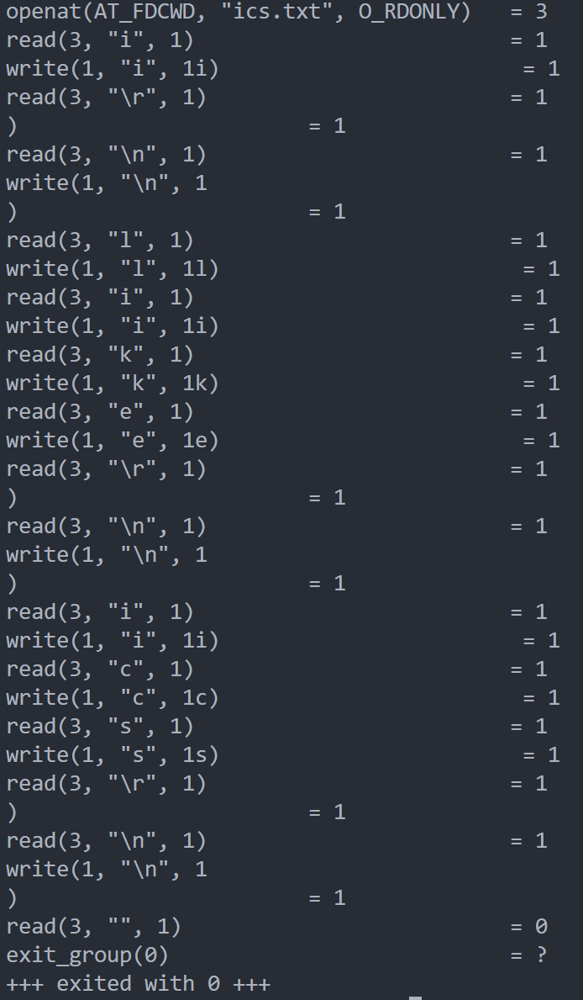 openat(AT_FDCWD, "ics.txt", O_RDONLY)   = 3
read(3, "i", 1)                         = 1
write(1, "i", 1i)                        = 1
read(3, "\r", 1)                        = 1
)                       = 1
read(3, "\n", 1)                        = 1
write(1, "\n", 1
)                       = 1
read(3, "l", 1)                         = 1
write(1, "l", 1l)                        = 1
read(3, "i", 1)                         = 1
write(1, "i", 1i)                        = 1
read(3, "k", 1)                         = 1
write(1, "k", 1k)                        = 1
read(3, "e", 1)                         = 1
write(1, "e", 1e)                        = 1
read(3, "\r", 1)                        = 1
)                       = 1
read(3, "\n", 1)                        = 1
write(1, "\n", 1
)                       = 1
read(3, "i", 1)                         = 1
write(1, "i", 1i)                        = 1
read(3, "c", 1)                         = 1
write(1, "c", 1c)                        = 1
read(3, "s", 1)                         = 1
write(1, "s", 1s)                        = 1
read(3, "\r", 1)                        = 1
)                       = 1
read(3, "\n", 1)                        = 1
write(1, "\n", 1
)                       = 1
read(3, "", 1)                          = 0
exit_group(0)                           = ?
+++ exited with 0 +++